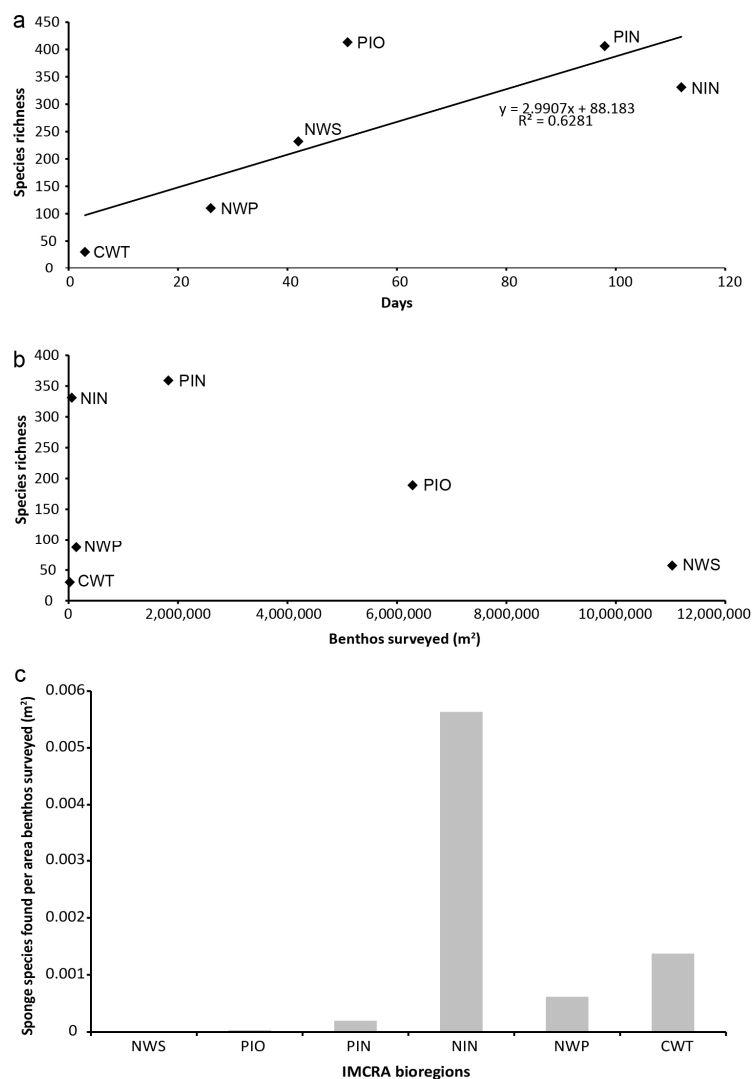 a
450
400
350
300
250
200
150
100
50
0
Species richness
PIO
PIN
NIN
NWS
NWP
CWT
y = 2.9907x + 88.183
R² = 0.6281
0 20 40 60 80 100 120
Days
b
400
350
300
250
200
150
100
50
0
Species richness
PIN
NIN
PIO
NWP
NWS
CWT
0 2,000,000 4,000,000 6,000,000 8,000,000 10,000,000 12,000,000
Benthos surveyed (m²)
c
0.006
0.005
0.004
0.003
0.002
0.001
0
Sponge species found per area benthos surveyed (m²)
NWS PIO PIN NIN NWP CWT
IMCRA bioregions